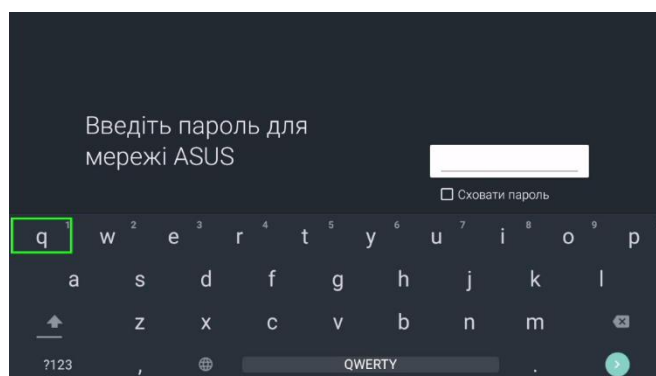 Введіть пароль для
мережі ASUS
Сховати пароль
q 1 w 2 e 3 r 4 t 5 y 6 u 7 i 8 o 9 p
a s d f g h j k l
z x c v b n m
?123 , QWERTY .